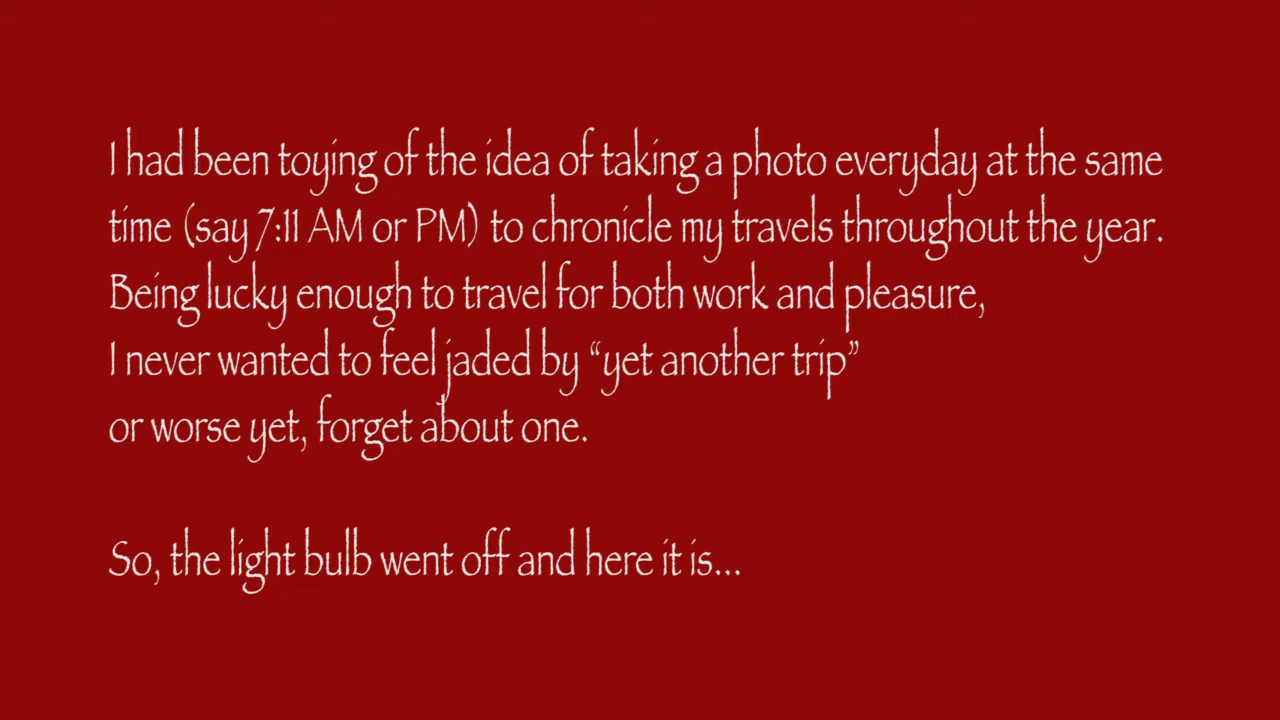 I had been toying of the idea of taking a photo everyday at the same
time (say 7:11 AM or PM) to chronicle my travels throughout the year.
Being lucky enough to travel for both work and pleasure,
I never wanted to feel jaded by “yet another trip”
or worse yet, forget about one.
So, the light bulb went off and here it is...